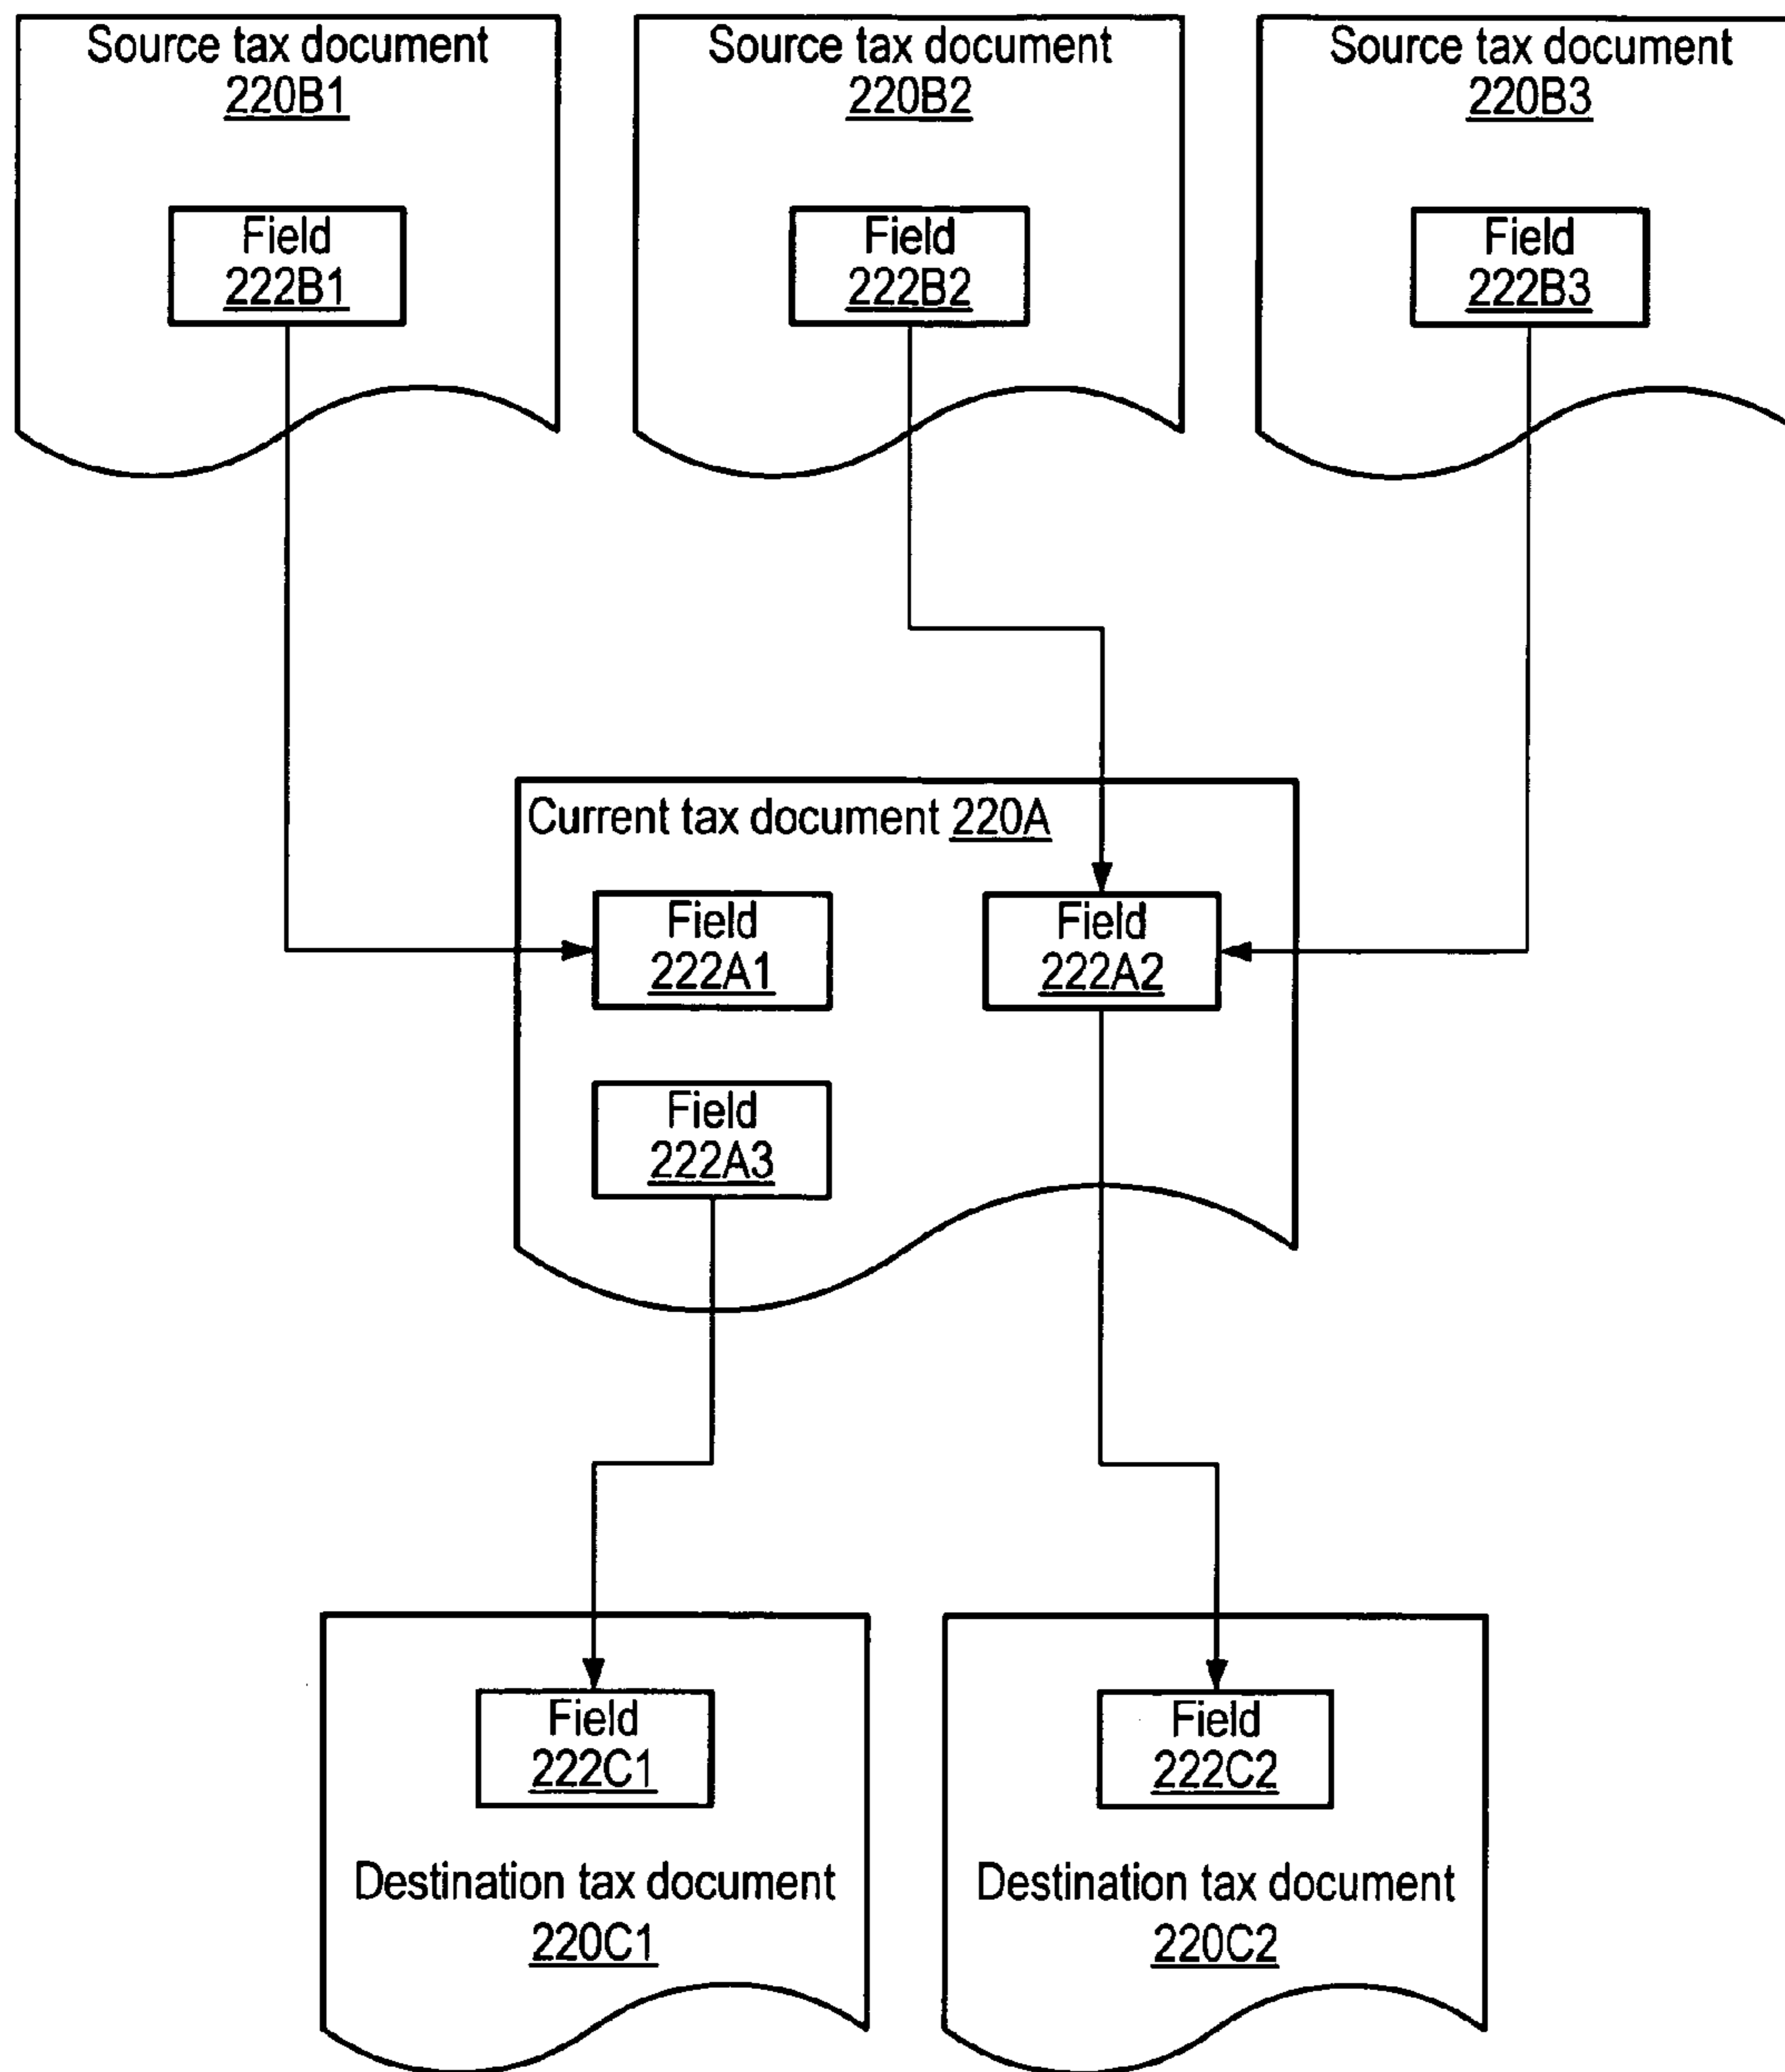 Source tax document
220B1
Field
222B1
Source tax document
220B2
Field
222B2
Source tax document
220B3
Field
222B3
Current tax document 220A
Field
222A1
Field
222A2
Field
222A3
Field
222C1
Destination tax document
220C1
Field
222C2
Destination tax document
220C2